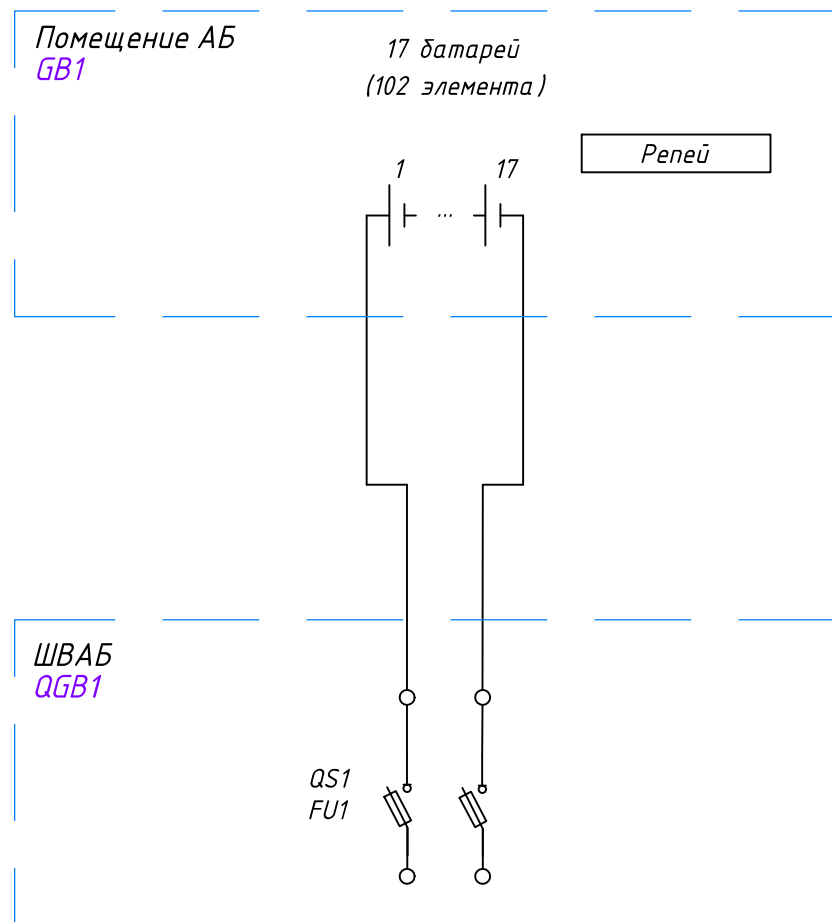 Помещение АБ
GB1
17 батарей
(102 элемента)
Репей
1
17
...
ШВАБ
QGB1
QS1
FU1